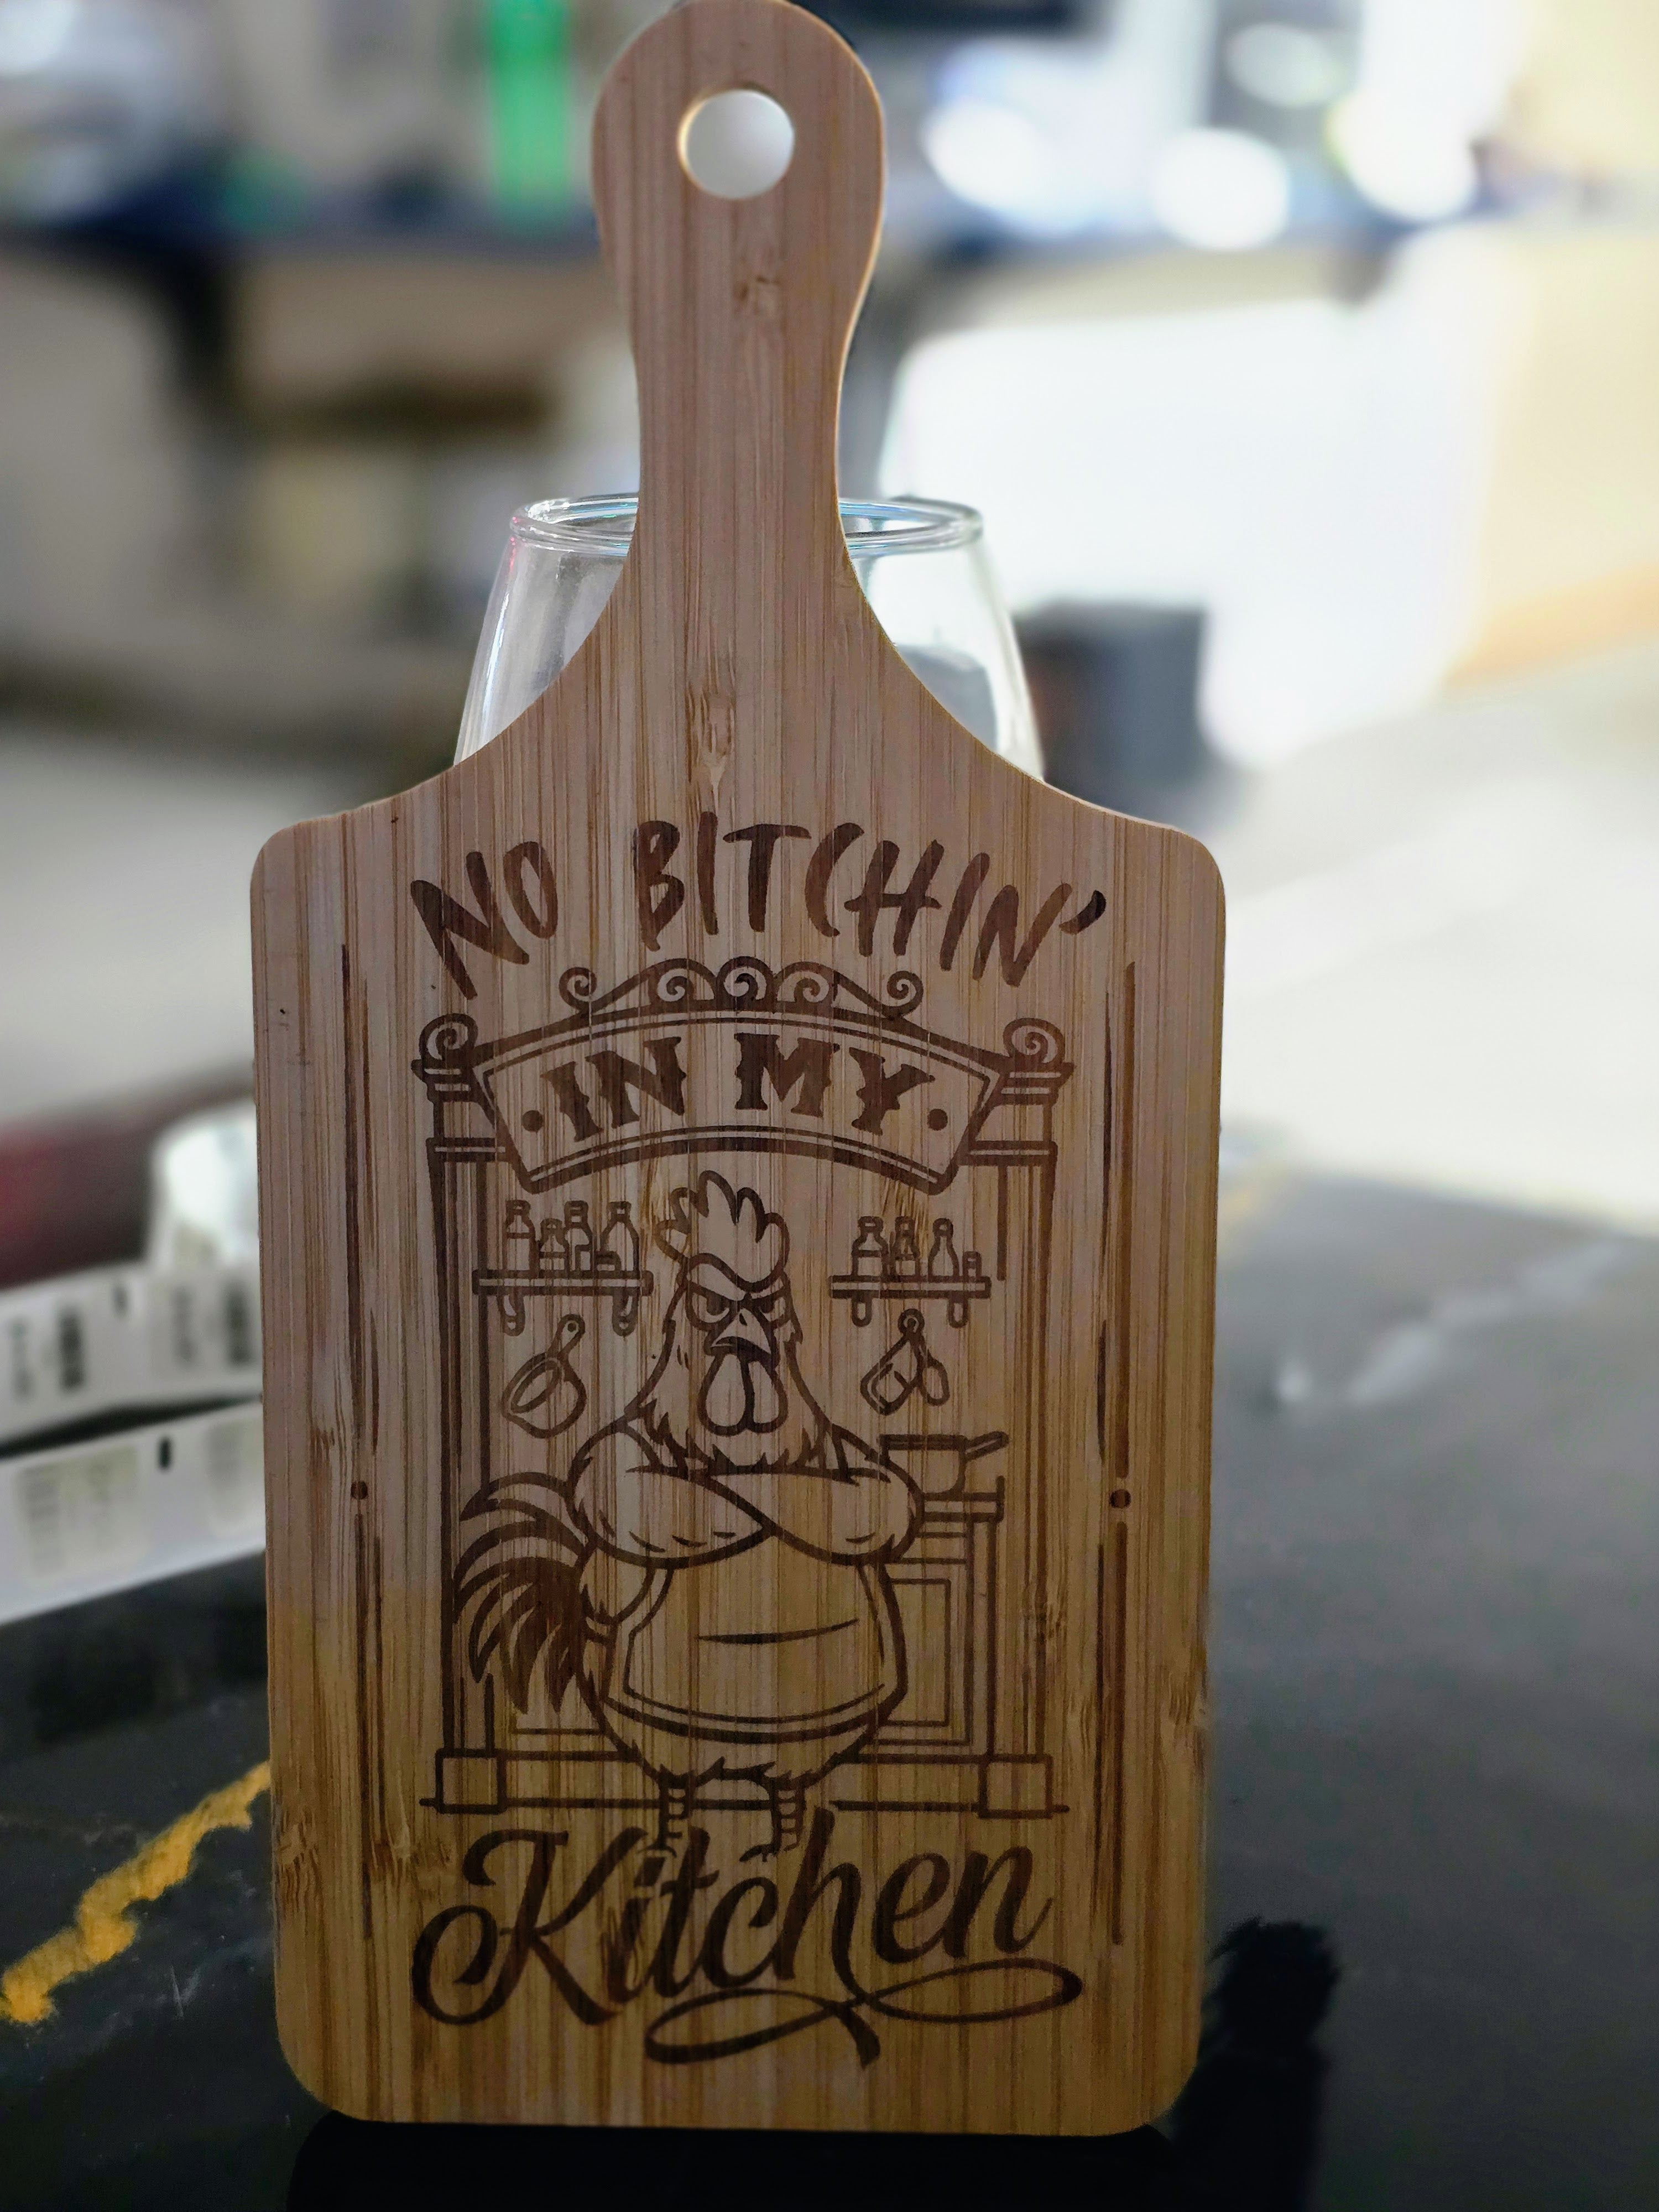 NO BITCHIN'
• IN MY •
Kitchen